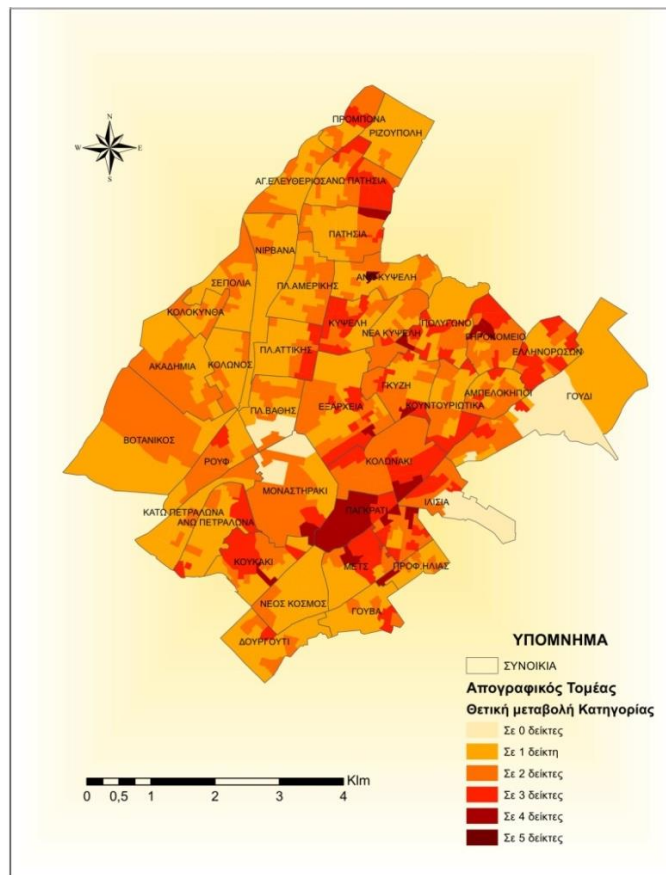 N
W E
S
ΠΡΟΜΠΟΝΑ
ΡΙΖΟΥΠΟΛΗ
ΑΓ.ΕΛΕΥΘΕΡΙΟΣ
ΑΝΩ ΠΑΤΗΣΙΑ
ΠΑΤΗΣΙΑ
ΝΙΡΒΑΝΑ
ΑΝΩ ΚΥΨΕΛΗ
ΣΕΠΟΛΙΑ
ΠΛ.ΑΜΕΡΙΚΗΣ
ΚΟΛΟΚΥΝΘΑ
ΚΥΨΕΛΗ
ΝΕΑ ΚΥΨΕΛΗ
ΠΟΛΥΓΩΝΟ
ΓΗΡΟΚΟΜΕΙΟ
ΠΛ.ΑΤΤΙΚΗΣ
ΕΛΛΗΝΟΡΩΣΩΝ
ΑΚΑΔΗΜΙΑ
ΚΟΛΩΝΟΣ
ΓΚΥΖΗ
ΑΜΠΕΛΟΚΗΠΟΙ
ΓΟΥΔΙ
ΠΛ.ΒΑΘΗΣ
ΕΞΑΡΧΕΙΑ
ΚΟΥΝΤΟΥΡΙΩΤΙΚΑ
ΒΟΤΑΝΙΚΟΣ
ΡΟΥΦ
ΚΟΛΩΝΑΚΙ
ΜΟΝΑΣΤΗΡΑΚΙ
ΙΛΙΣΙΑ
ΚΑΤΩ ΠΕΤΡΑΛΩΝΑ
ΠΑΓΚΡΑΤΙ
ΑΝΩ ΠΕΤΡΑΛΩΝΑ
ΚΟΥΚΑΚΙ
ΜΕΤΣ
ΠΡΟΦ.ΗΛΙΑΣ
ΝΕΟΣ ΚΟΣΜΟΣ
ΓΟΥΒΑ
ΔΟΥΡΓΟΥΤΙ
ΥΠΟΜΝΗΜΑ
ΣΥΝΟΙΚΙΑ
Απογραφικός Τομέας
Θετική μεταβολή Κατηγορίας
Σε 0 δείκτες
Σε 1 δείκτη
Σε 2 δείκτες
Σε 3 δείκτες
Σε 4 δείκτες
Σε 5 δείκτες
Klm
0 0,5 1 2 3 4